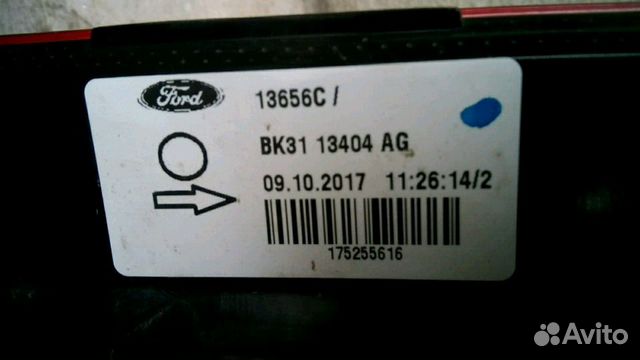 Ford
13656C /
BK31 13404 AG
09.10.2017 11:26:14/2
175255616
Avito